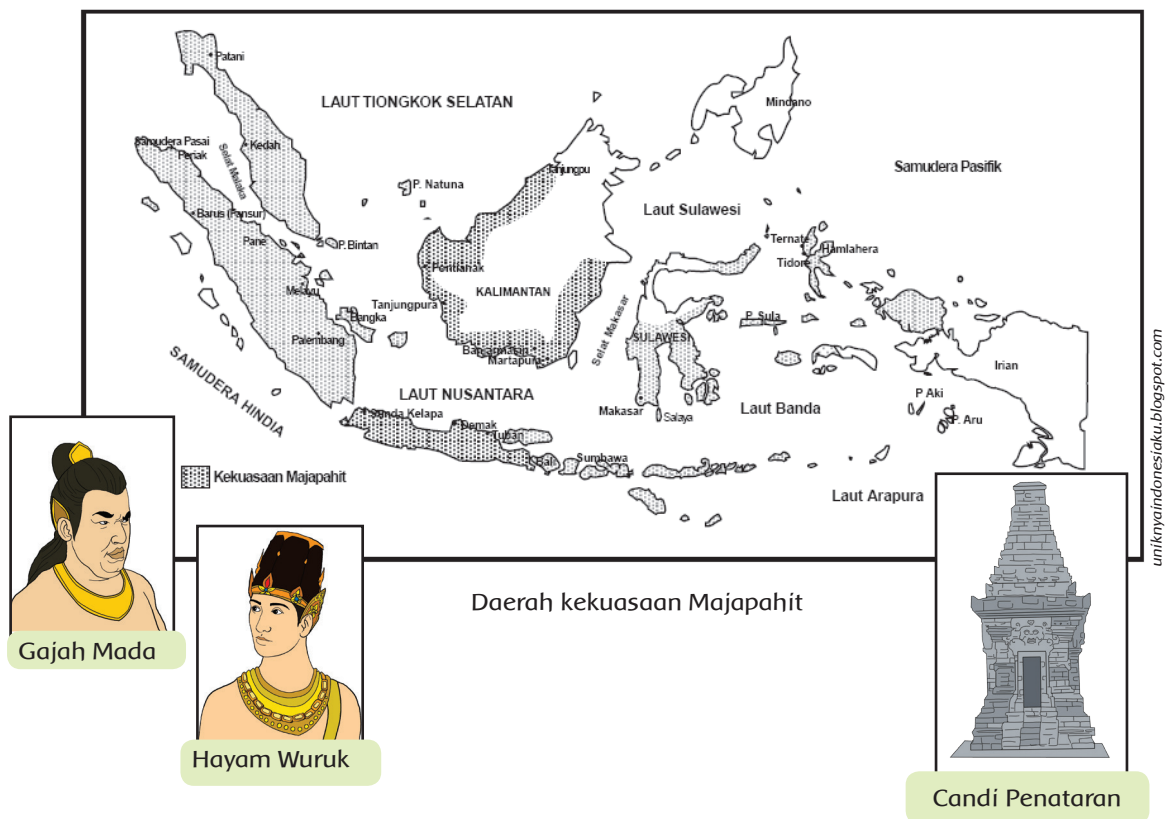 Patani
LAUT TIONGKOK SELATAN
Mindano
Samudera Pasai
Perlak
Kedah
Selat Malaka
Tanjungpu
Samudera Pasifik
P. Natuna
Barus (Fansur)
Laut Sulawesi
Pane
P. Bintan
Ternate
Hamlahera
Tidore
Pontianak
Melayu
KALIMANTAN
Tanjungpura
Bangka
Selat Makasar
P. Sula
Palembang
SULAWESI
Banjarmasin
Martapura
Irian
SAMUDERA HINDIA
LAUT NUSANTARA
P Aki
Makasar
Salaya
Laut Banda
P. Aru
Sunda Kelapa
Demak
Tuban
Bali
Sumbawa
Kekuasaan Majapahit
Laut Arapura
uniknyaindonesiaku.blogspot.com
Daerah kekuasaan Majapahit
Gajah Mada
Hayam Wuruk
Candi Penataran